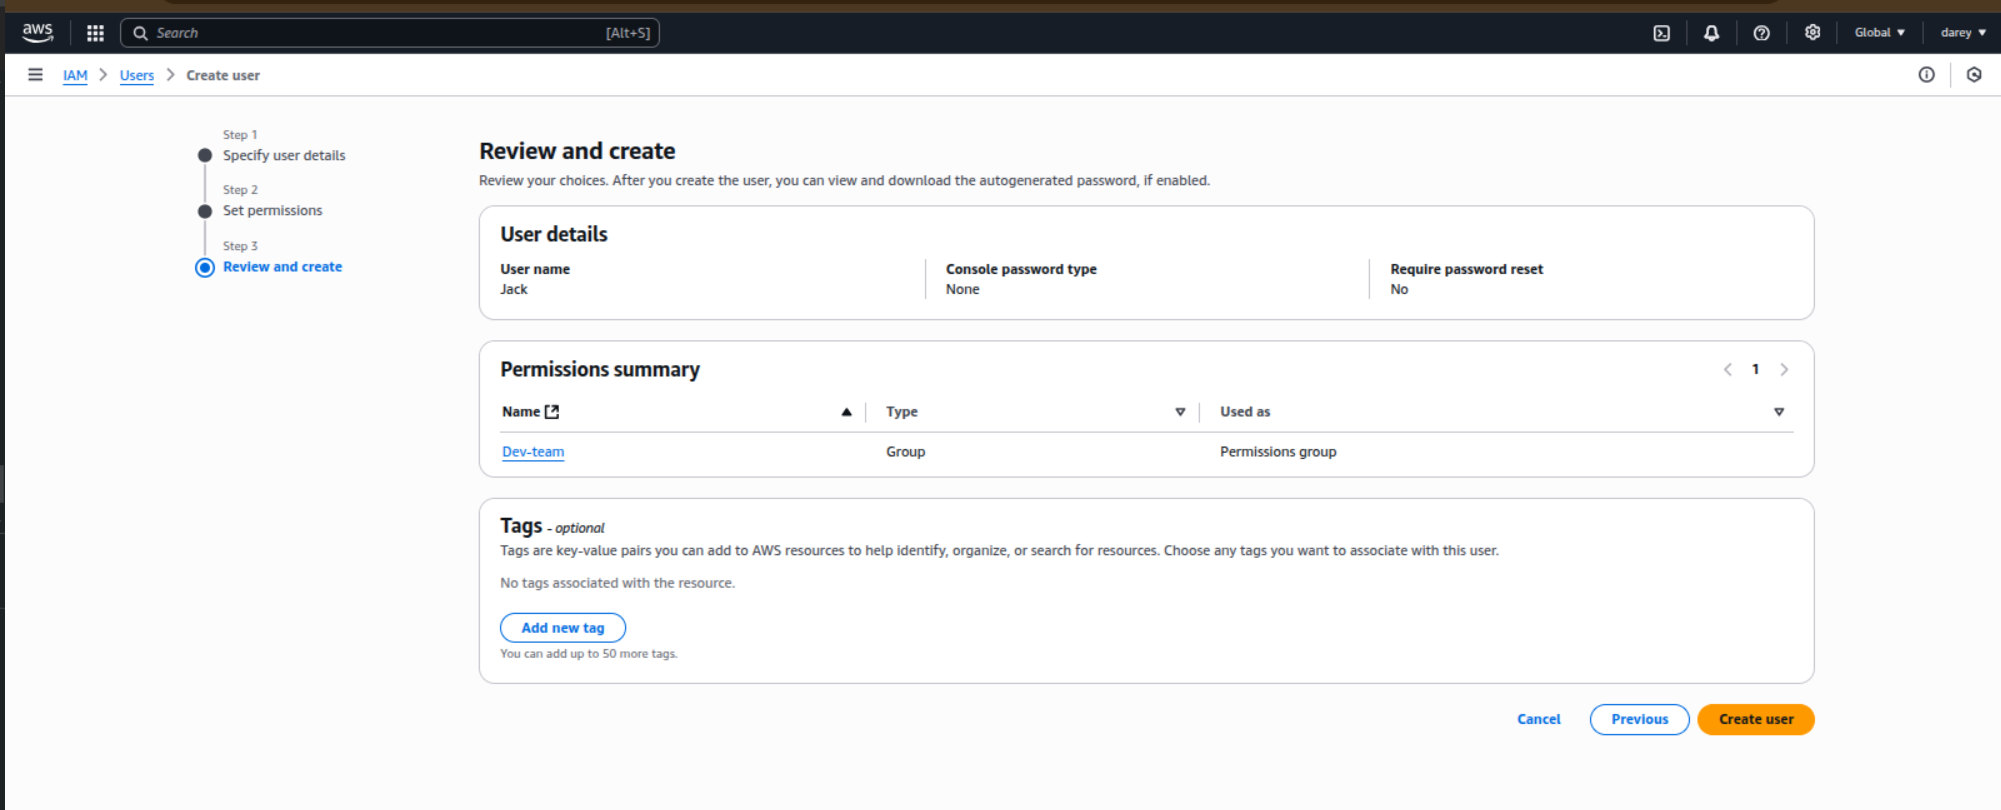 aws
Search [Alt+S]
Global darey
IAM Users Create user
Step 1
Specify user details
Step 2
Set permissions
Step 3
Review and create
Review and create
Review your choices. After you create the user, you can view and download the autogenerated password, if enabled.
User details
User name Console password type Require password reset
Jack None No
Permissions summary 1
Name Type Used as
Dev-team Group Permissions group
Tags - optional
Tags are key-value pairs you can add to AWS resources to help identify, organize, or search for resources. Choose any tags you want to associate with this user.
No tags associated with the resource.
Add new tag
You can add up to 50 more tags.
Cancel Previous Create user